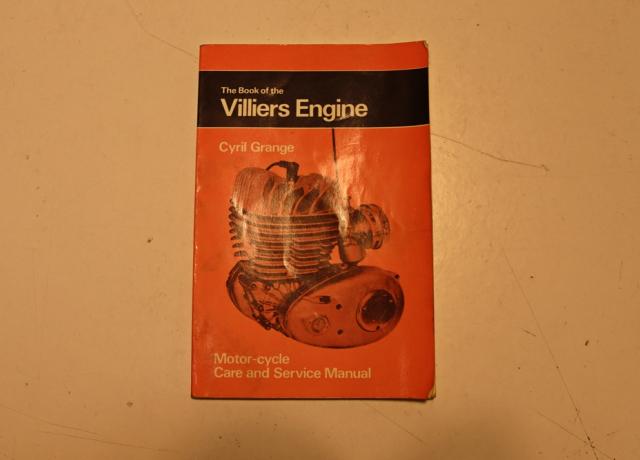 The Book of the
Villiers Engine
Cyril Grange
Motor-cycle
Care and Service Manual